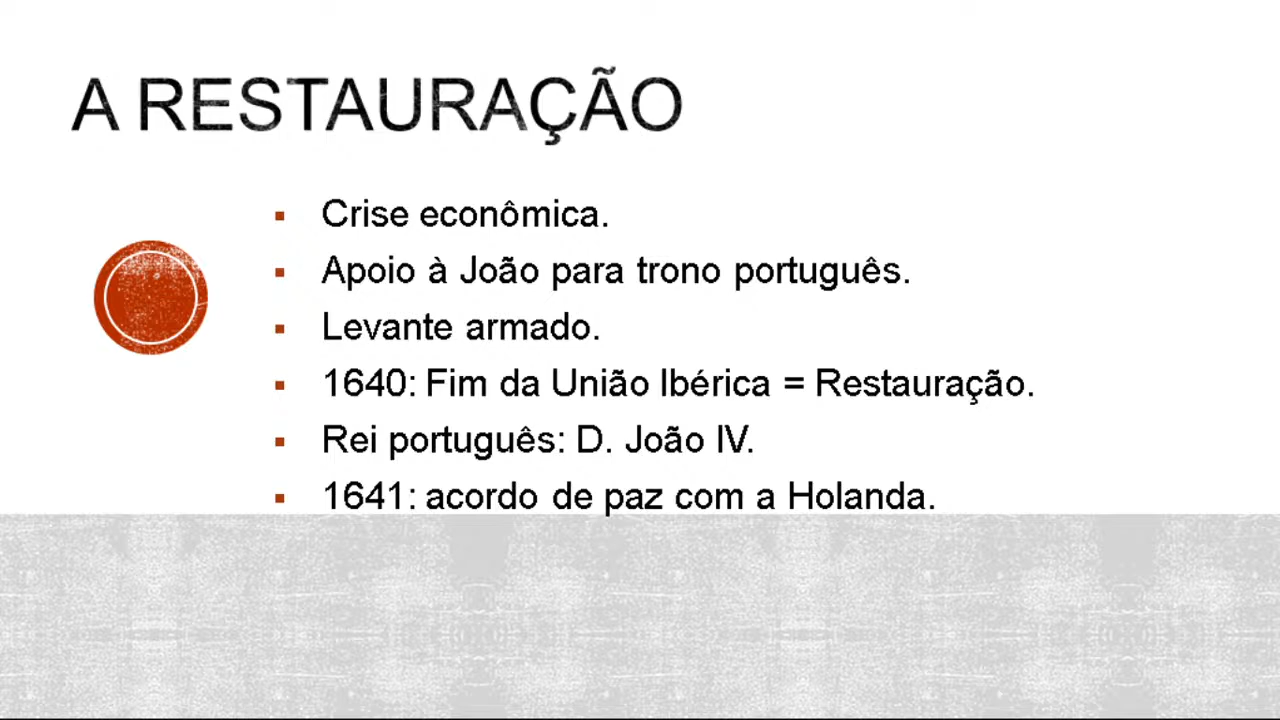 A RESTAURAÇÃO
▪ Crise econômica.
▪ Apoio à João para trono português.
▪ Levante armado.
▪ 1640: Fim da União Ibérica = Restauração.
▪ Rei português: D. João IV.
▪ 1641: acordo de paz com a Holanda.